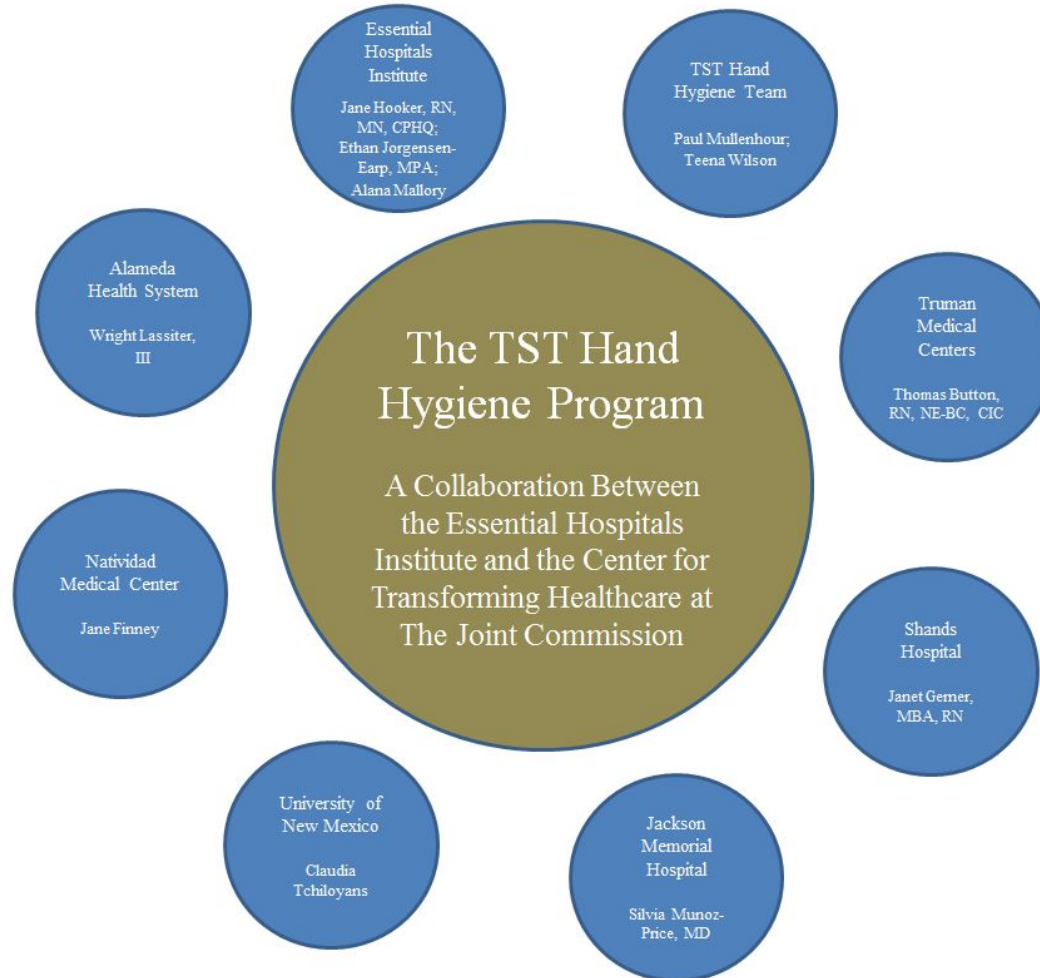 Essential
Hospitals
Institute
Jane Hooker, RN,
MN, CPHQ;
Ethan Jorgensen-
Earp, MPA;
Alana Mallory
TST Hand
Hygiene Team
Paul Mullenhour;
Teena Wilson
Alameda
Health System
Wright Lassiter,
III
Truman
Medical
Centers
Thomas Button,
RN, NE-BC, CIC
The TST Hand
Hygiene Program
A Collaboration Between
the Essential Hospitals
Institute and the Center for
Transforming Healthcare at
The Joint Commission
Natividad
Medical Center
Jane Finney
Shands
Hospital
Janet Gerner,
MBA, RN
University of
New Mexico
Claudia
Tchiloyans
Jackson
Memorial
Hospital
Silvia Munoz-
Price, MD